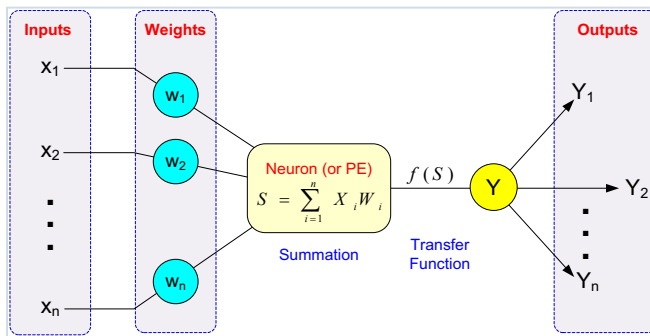 Inputs
Weights
Outputs
x1
x2
xn
w1
w2
wn
Neuron (or PE)
S = ∑ i=1 n X i W i
Summation
f(S)
Transfer
Function
Y
Y1
Y2
Yn